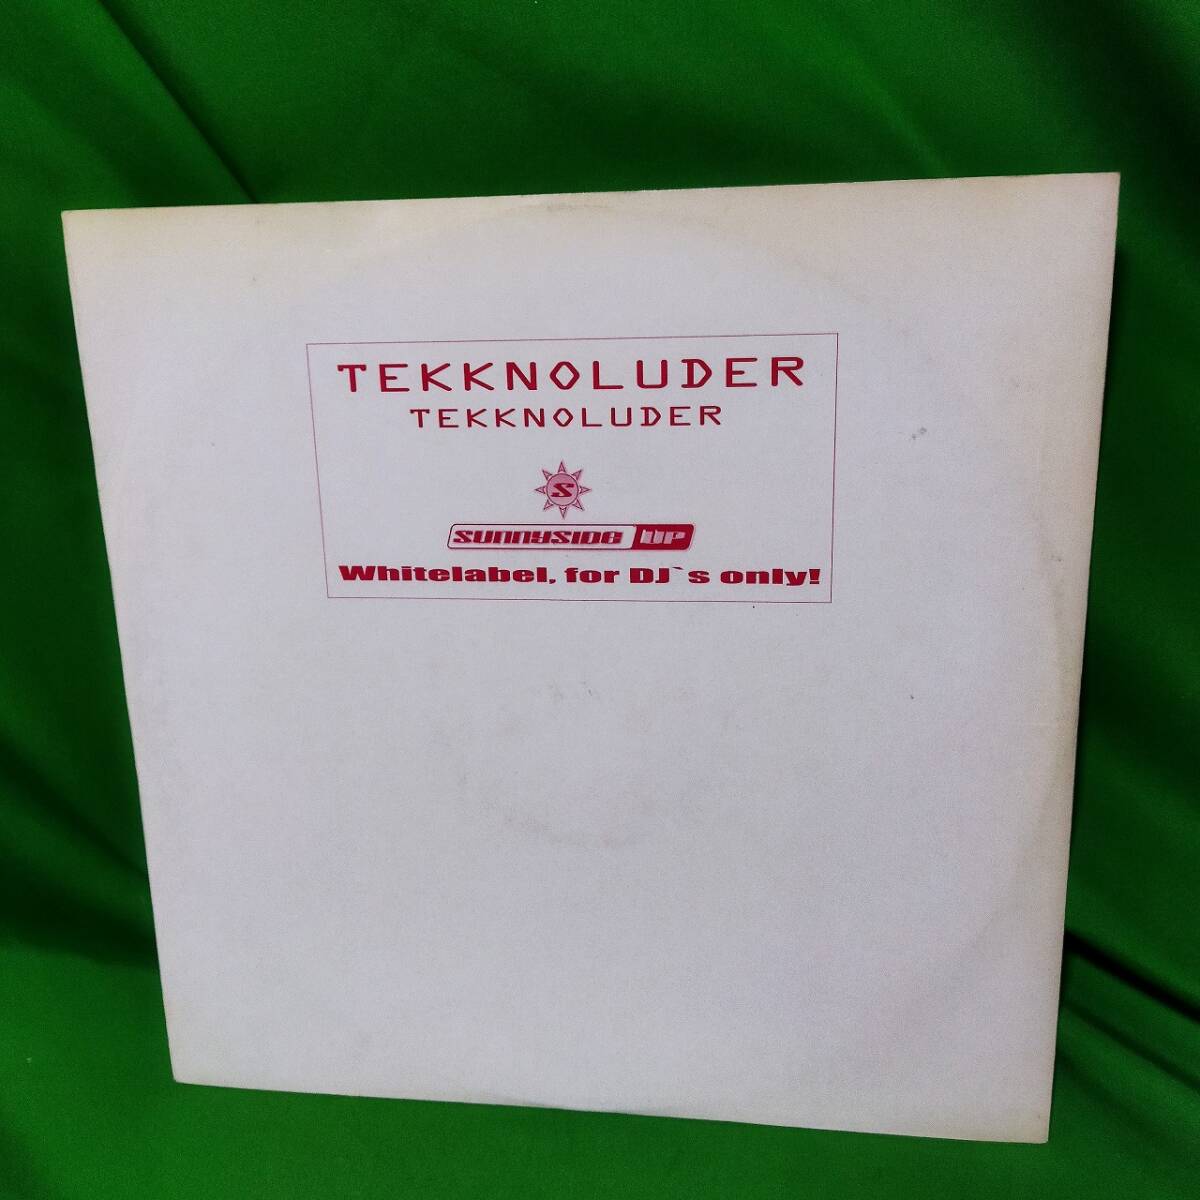 TEKKNOLUDER
TEKKNOLUDER
S
SUNNYSIDE UP
Whitelabel, for DJ`s only!